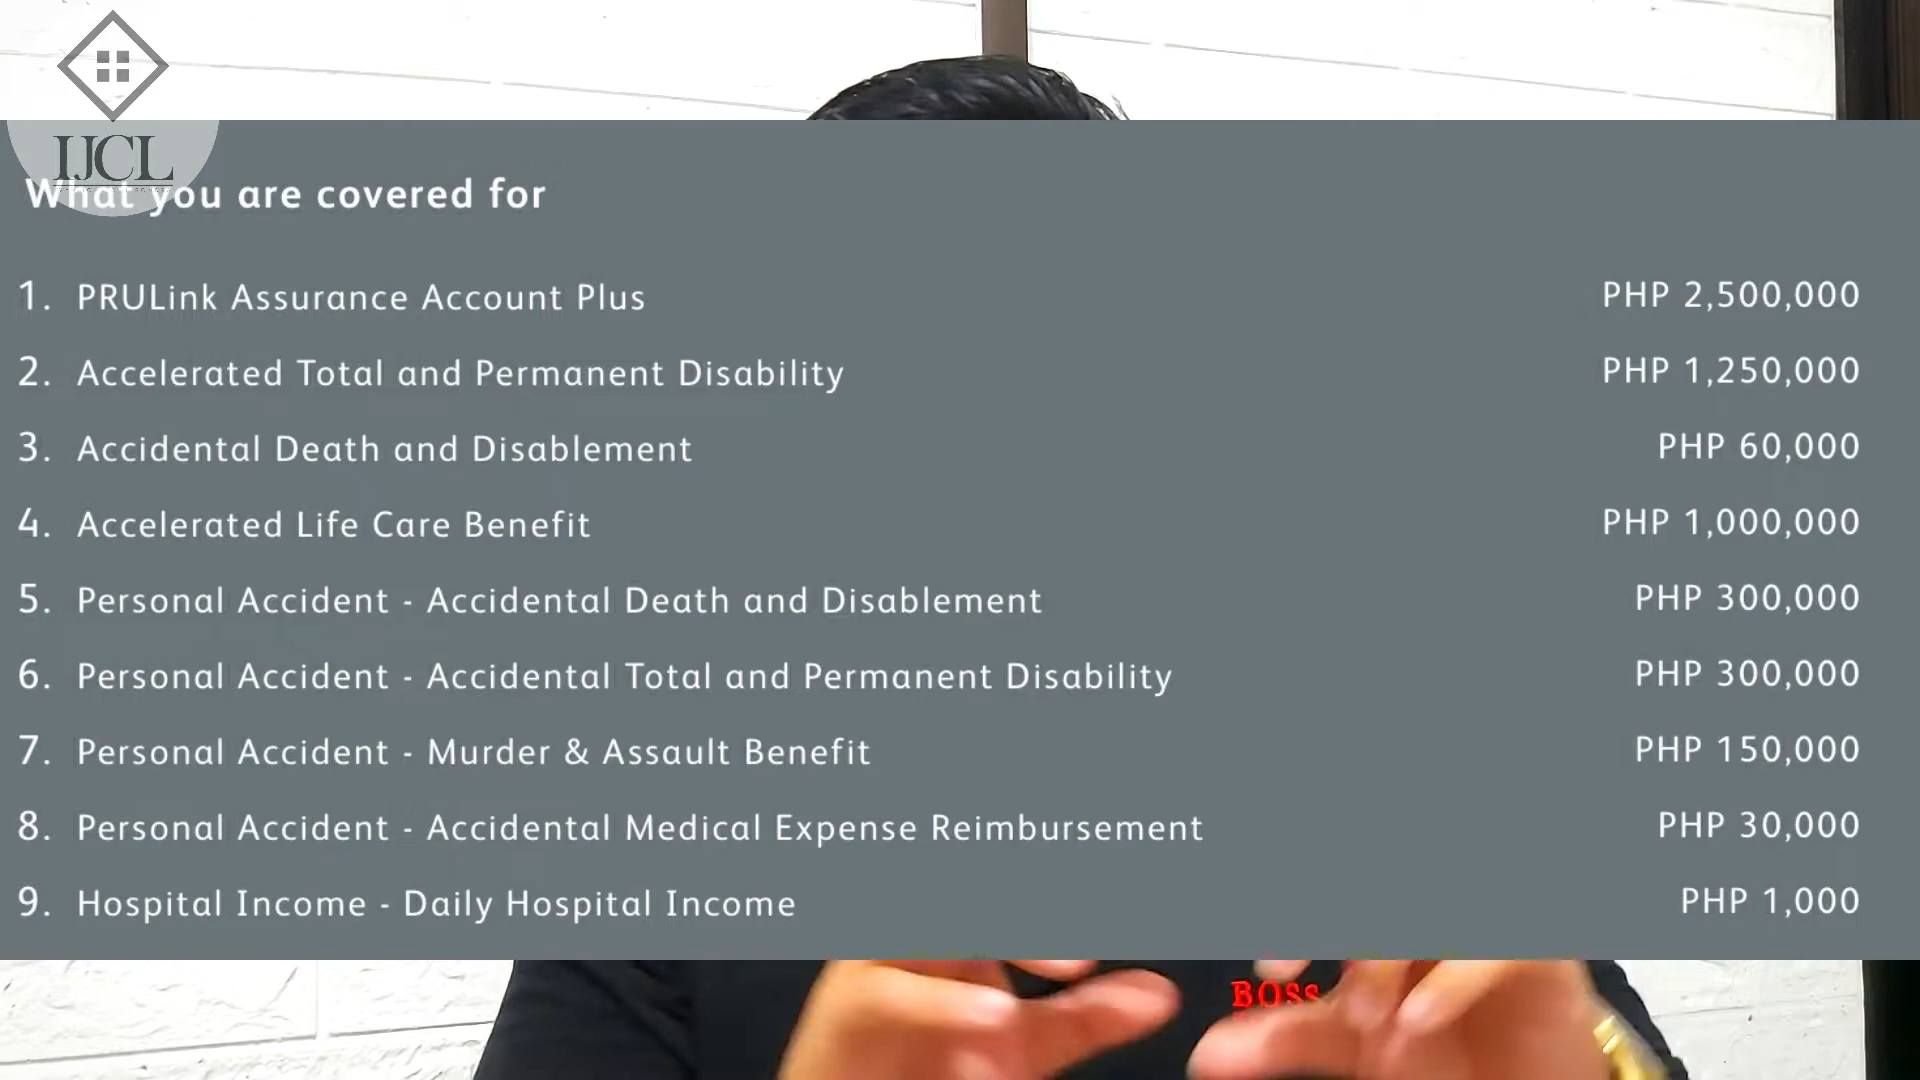 IJCL
What you are covered for
1. PRULink Assurance Account Plus PHP 2,500,000
2. Accelerated Total and Permanent Disability PHP 1,250,000
3. Accidental Death and Disablement PHP 60,000
4. Accelerated Life Care Benefit PHP 1,000,000
5. Personal Accident - Accidental Death and Disablement PHP 300,000
6. Personal Accident - Accidental Total and Permanent Disability PHP 300,000
7. Personal Accident - Murder & Assault Benefit PHP 150,000
8. Personal Accident - Accidental Medical Expense Reimbursement PHP 30,000
9. Hospital Income - Daily Hospital Income PHP 1,000
BOSS